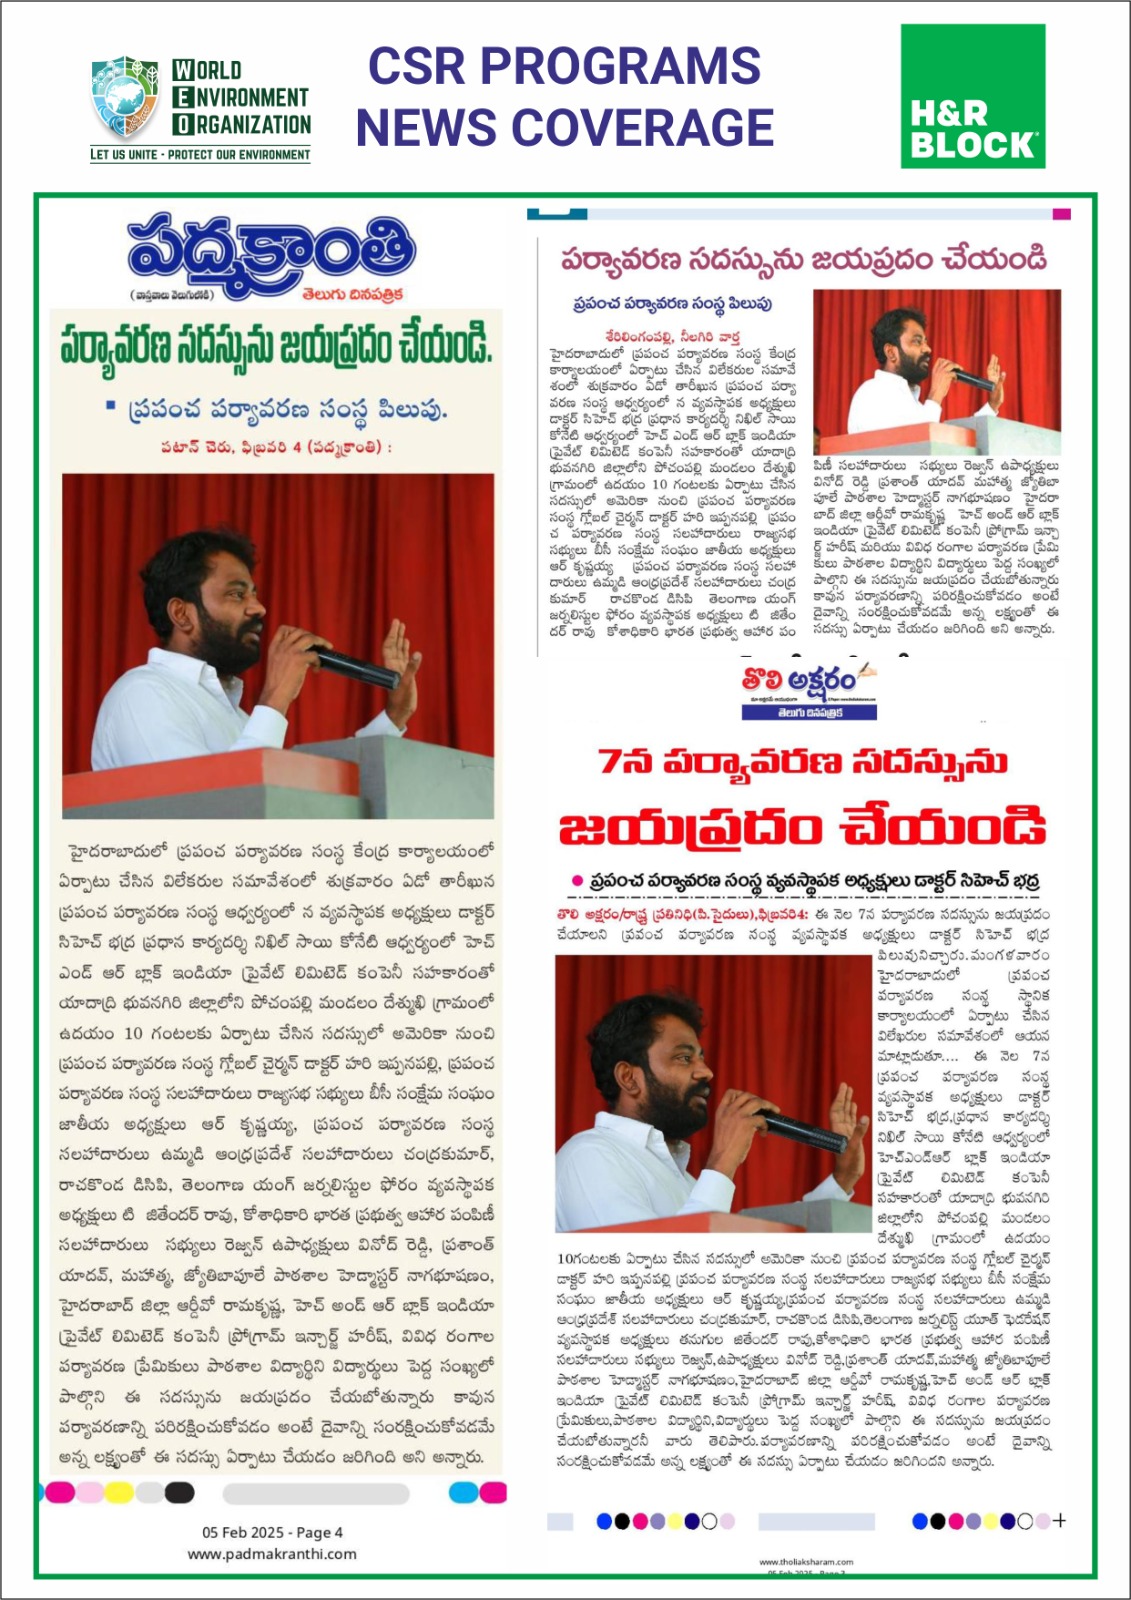 WORLD
ENVIRONMENT
ORGANIZATION
LET US UNITE - PROTECT OUR ENVIRONMENT
CSR PROGRAMS
NEWS COVERAGE
H&R
BLOCK
పద్మక్రాంతి
(వాస్తవాలు వెలుగులోకి)
తెలుగు దినపత్రిక
పర్యావరణ సదస్సును జయప్రదం చేయండి.
ప్రపంచ పర్యావరణ సంస్థ పిలుపు.
పటాన్ చెరు, ఫిబ్రవరి 4 (పద్మక్రాంతి) :
హైదరాబాదులో ప్రపంచ పర్యావరణ సంస్థ కేంద్ర కార్యాలయంలో
ఏర్పాటు చేసిన విలేకరుల సమావేశంలో శుక్రవారం ఏడో తారీఖున
ప్రపంచ పర్యావరణ సంస్థ ఆధ్వర్యంలో న వ్యవస్థాపక అధ్యక్షులు డాక్టర్
సిహెచ్ భద్ర ప్రధాన కార్యదర్శి నిఖిల్ సాయి కోనేటి ఆధ్వర్యంలో హెచ్
ఎండ్ ఆర్ బ్లాక్ ఇండియా ప్రైవేట్ లిమిటెడ్ కంపెనీ సహకారంతో
యాదాద్రి భువనగిరి జిల్లాలోని పోచంపల్లి మండలం దేశ్ముఖి గ్రామంలో
ఉదయం 10 గంటలకు ఏర్పాటు చేసిన సదస్సులో అమెరికా నుంచి
ప్రపంచ పర్యావరణ సంస్థ గ్లోబల్ చైర్మన్ డాక్టర్ హరి ఇప్పనపల్లి, ప్రపంచ
పర్యావరణ సంస్థ సలహాదారులు రాజ్యసభ సభ్యులు బీసీ సంక్షేమ సంఘం
జాతీయ అధ్యక్షులు ఆర్ కృష్ణయ్య, ప్రపంచ పర్యావరణ సంస్థ
సలహాదారులు ఉమ్మడి ఆంధ్రప్రదేశ్ సలహాదారులు చంద్రకుమార్,
రాచకొండ డిసిపి, తెలంగాణ యంగ్ జర్నలిస్టుల ఫోరం వ్యవస్థాపక
అధ్యక్షులు టి జితేందర్ రావు, కోశాధికారి భారత ప్రభుత్వ ఆహార పంపిణీ
సలహాదారులు సభ్యులు రెజ్వన్ ఉపాధ్యక్షులు వినోద్ రెడ్డి, ప్రశాంత్
యాదవ్, మహాత్మ, జ్యోతిబాపూలే పాఠశాల హెడ్మాస్టర్ నాగభూషణం,
హైదరాబాద్ జిల్లా ఆర్డీవో రామకృష్ణ, హెచ్ అండ్ ఆర్ బ్లాక్ ఇండియా
ప్రైవేట్ లిమిటెడ్ కంపెనీ ప్రోగ్రామ్ ఇన్చార్జ్ హరీష్, వివిధ రంగాల
పర్యావరణ ప్రేమికులు పాఠశాల విద్యార్థిని విద్యార్థులు పెద్ద సంఖ్యలో
పాల్గొని ఈ సదస్సును జయప్రదం చేయబోతున్నారు కావున
పర్యావరణాన్ని పరిరక్షించుకోవడం అంటే దైవాన్ని సంరక్షించుకోవడమే
అన్న లక్ష్యంతో ఈ సదస్సు ఏర్పాటు చేయడం జరిగింది అని అన్నారు.
05 Feb 2025 - Page 4
www.padmakranthi.com
పర్యావరణ సదస్సును జయప్రదం చేయండి
ప్రపంచ పర్యావరణ సంస్థ పిలుపు
శేరిలింగంపల్లి, నీలగిరి వార్త
హైదరాబాదులో ప్రపంచ పర్యావరణ సంస్థ కేంద్ర
కార్యాలయంలో ఏర్పాటు చేసిన విలేకరుల సమావే
శంలో శుక్రవారం ఏడో తారీఖున ప్రపంచ పర్యా
వరణ సంస్థ ఆధ్వర్యంలో న వ్యవస్థాపక అధ్యక్షులు
డాక్టర్ సిహెచ్ భద్ర ప్రధాన కార్యదర్శి నిఖిల్ సాయి
కోనేటి ఆధ్వర్యంలో హెచ్ ఎండ్ ఆర్ బ్లాక్ ఇండియా
ప్రైవేట్ లిమిటెడ్ కంపెనీ సహకారంతో యాదాద్రి
భువనగిరి జిల్లాలోని పోచంపల్లి మండలం దేశ్ముఖి
గ్రామంలో ఉదయం 10 గంటలకు ఏర్పాటు చేసిన
సదస్సులో అమెరికా నుంచి ప్రపంచ పర్యావరణ
సంస్థ గ్లోబల్ చైర్మన్ డాక్టర్ హరి ఇప్పనపల్లి ప్రపం
చ పర్యావరణ సంస్థ సలహాదారులు రాజ్యసభ
సభ్యులు బీసీ సంక్షేమ సంఘం జాతీయ అధ్యక్షులు
ఆర్ కృష్ణయ్య ప్రపంచ పర్యావరణ సంస్థ సలహా
దారులు ఉమ్మడి ఆంధ్రప్రదేశ్ సలహాదారులు చంద్ర
కుమార్ రాచకొండ డిసిపి తెలంగాణ యంగ్
జర్నలిస్టుల ఫోరం వ్యవస్థాపక అధ్యక్షులు టి జితేం
దర్ రావు కోశాధికారి భారత ప్రభుత్వ ఆహార పం
పిణీ సలహాదారులు సభ్యులు రెజ్వన్ ఉపాధ్యక్షులు
వినోద్ రెడ్డి ప్రశాంత్ యాదవ్ మహాత్మ జ్యోతిబా
పూలే పాఠశాల హెడ్మాస్టర్ నాగభూషణం హైదరా
బాద్ జిల్లా ఆర్డీవో రామకృష్ణ హెచ్ అండ్ ఆర్ బ్లాక్
ఇండియా ప్రైవేట్ లిమిటెడ్ కంపెనీ ప్రోగ్రామ్ ఇన్చా
ర్జ్ హరీష్ మరియు వివిధ రంగాల పర్యావరణ ప్రేమి
కులు పాఠశాల విద్యార్థిని విద్యార్థులు పెద్ద సంఖ్యలో
పాల్గొని ఈ సదస్సును జయప్రదం చేయబోతున్నారు
కావున పర్యావరణాన్ని పరిరక్షించుకోవడం అంటే
దైవాన్ని సంరక్షించుకోవడమే అన్న లక్ష్యంతో ఈ
సదస్సు ఏర్పాటు చేయడం జరిగింది అని అన్నారు.
తొలి అక్షరం
తెలుగు దినపత్రిక
7న పర్యావరణ సదస్సును
జయప్రదం చేయండి
ప్రపంచ పర్యావరణ సంస్థ వ్యవస్థాపక అధ్యక్షులు డాక్టర్ సిహెచ్ భద్ర
తొలి అక్షరం/రాష్ట్ర ప్రతినిధి(పి.సైదులు),ఫిబ్రవరి4: ఈ నెల 7న పర్యావరణ సదస్సును జయప్రదం
చేయాలని ప్రపంచ పర్యావరణ సంస్థ వ్యవస్థాపక అధ్యక్షులు డాక్టర్ సిహెచ్ భద్ర
పిలుపునిచ్చారు.మంగళవారం
హైదరాబాదులో ప్రపంచ
పర్యావరణ సంస్థ స్థానిక
కార్యాలయంలో ఏర్పాటు చేసిన
విలేఖరుల సమావేశంలో ఆయన
మాట్లాడుతూ.... ఈ నెల 7న
ప్రపంచ పర్యావరణ సంస్థ
వ్యవస్థాపక అధ్యక్షులు డాక్టర్
సిహెచ్ భద్ర,ప్రధాన కార్యదర్శి
నిఖిల్ సాయి కోనేటి ఆధ్వర్యంలో
హెచ్ఎండ్ఆర్ బ్లాక్ ఇండియా
ప్రైవేట్ లిమిటెడ్ కంపెనీ
సహకారంతో యాదాద్రి భువనగిరి
జిల్లాలోని పోచంపల్లి మండలం
దేశ్ముఖి గ్రామంలో ఉదయం
10గంటలకు ఏర్పాటు చేసిన సదస్సులో అమెరికా నుంచి ప్రపంచ పర్యావరణ సంస్థ గ్లోబల్ చైర్మన్
డాక్టర్ హరి ఇప్పనపల్లి ప్రపంచ పర్యావరణ సంస్థ సలహాదారులు రాజ్యసభ సభ్యులు బీసీ సంక్షేమ
సంఘం జాతీయ అధ్యక్షులు ఆర్ కృష్ణయ్య,ప్రపంచ పర్యావరణ సంస్థ సలహాదారులు ఉమ్మడి
ఆంధ్రప్రదేశ్ సలహాదారులు చంద్రకుమార్, రాచకొండ డిసిపి,తెలంగాణ జర్నలిస్ట్ యూత్ ఫెడరేషన్
వ్యవస్థాపక అధ్యక్షులు తనుగుల జితేందర్ రావు,కోశాధికారి భారత ప్రభుత్వ ఆహార పంపిణీ
సలహాదారులు సభ్యులు రెజ్వన్,ఉపాధ్యక్షులు వినోద్ రెడ్డి,ప్రశాంత్ యాదవ్,మహాత్మ జ్యోతిబాపూలే
పాఠశాల హెడ్మాస్టర్ నాగభూషణం,హైదరాబాద్ జిల్లా ఆర్డీవో రామకృష్ణ,హెచ్ అండ్ ఆర్ బ్లాక్
ఇండియా ప్రైవేట్ లిమిటెడ్ కంపెనీ ప్రోగ్రామ్ ఇన్చార్జ్ హరీష్, వివిధ రంగాల పర్యావరణ
ప్రేమికులు,పాఠశాల విద్యార్థిని,విద్యార్థులు పెద్ద సంఖ్యలో పాల్గొని ఈ సదస్సును జయప్రదం
చేయబోతున్నారనీ వారు తెలిపారు.పర్యావరణాన్ని పరిరక్షించుకోవడం అంటే దైవాన్ని
సంరక్షించుకోవడమే అన్న లక్ష్యంతో ఈ సదస్సు ఏర్పాటు చేయడం జరిగిందని అన్నారు.
www.tholiaksharam.com
05 Feb 2025 - Page 3